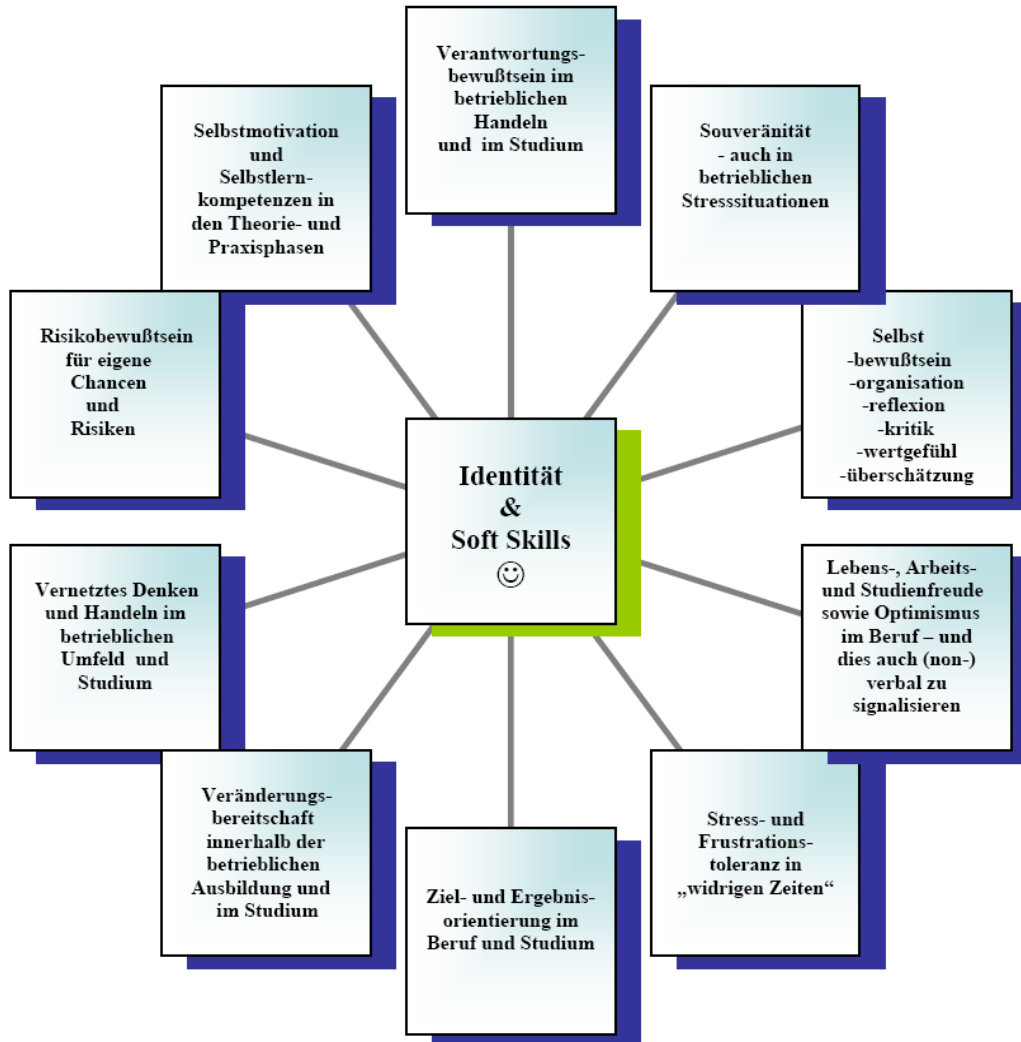 Verantwortungs-
bewußtsein im
betrieblichen
Handeln
und im Studium
Souveränität
- auch in
betrieblichen
Stresssituationen
Selbst
-bewußtsein
-organisation
-reflexion
-kritik
-wertgefühl
-überschätzung
Lebens-, Arbeits-
und Studienfreude
sowie Optimismus
im Beruf – und
dies auch (non-)
verbal zu
signalisieren
Stress- und
Frustrations-
toleranz in
„widrigen Zeiten“
Ziel- und Ergebnis-
orientierung im
Beruf und Studium
Veränderungs-
bereitschaft
innerhalb der
betrieblichen
Ausbildung und
im Studium
Vernetztes Denken
und Handeln im
betrieblichen
Umfeld und
Studium
Risikobewußtsein
für eigene
Chancen
und
Risiken
Selbstmotivation
und
Selbstlern-
kompetenzen in
den Theorie- und
Praxisphasen
Identität
&
Soft Skills
☺